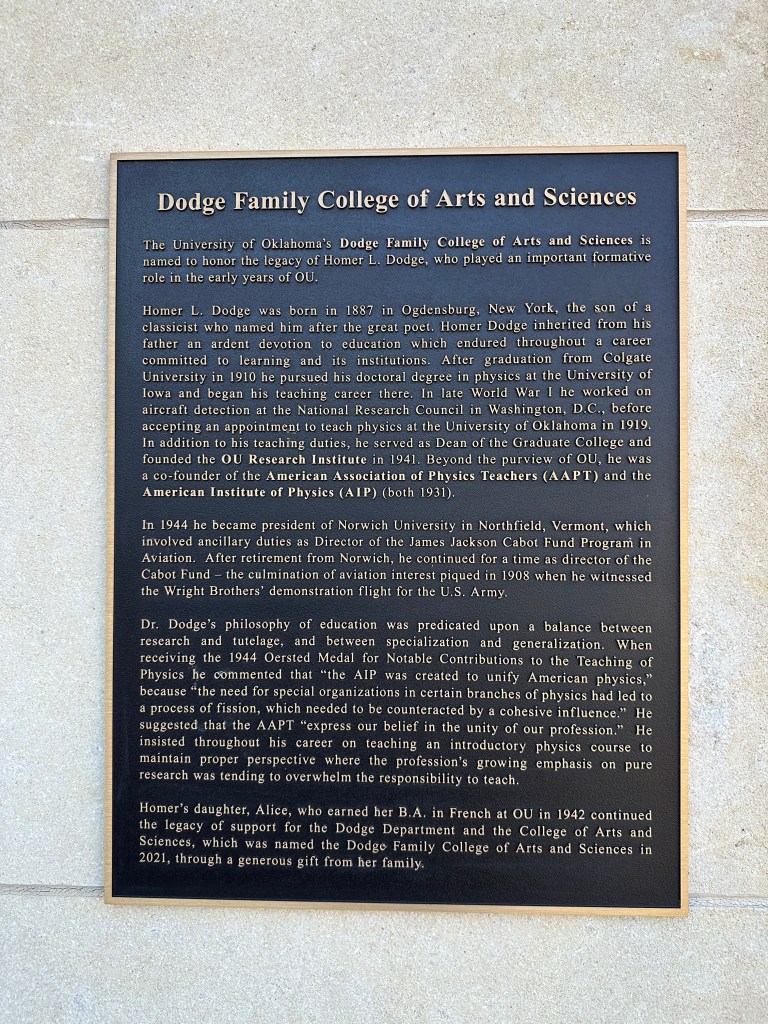 Dodge Family College of Arts and Sciences
The University of Oklahoma's Dodge Family College of Arts and Sciences is
named to honor the legacy of Homer L. Dodge, who played an important formative
role in the early years of OU.
Homer L. Dodge was born in 1887 in Ogdensburg, New York, the son of a
classicist who named him after the great poet. Homer Dodge inherited from his
father an ardent devotion to education which endured throughout a career
committed to learning and its institutions. After graduation from Colgate
University in 1910 he pursued his doctoral degree in physics at the University of
Iowa and began his teaching career there. In late World War I he worked on
aircraft detection at the National Research Council in Washington, D.C., before
accepting an appointment to teach physics at the University of Oklahoma in 1919.
In addition to his teaching duties, he served as Dean of the Graduate College and
founded the OU Research Institute in 1941. Beyond the purview of OU, he was
a co-founder of the American Association of Physics Teachers (AAPT) and the
American Institute of Physics (AIP) (both 1931).
In 1944 he became president of Norwich University in Northfield, Vermont, which
involved ancillary duties as Director of the James Jackson Cabot Fund Program in
Aviation. After retirement from Norwich, he continued for a time as director of the
Cabot Fund – the culmination of aviation interest piqued in 1908 when he witnessed
the Wright Brothers' demonstration flight for the U.S. Army.
Dr. Dodge's philosophy of education was predicated upon a balance between
research and tutelage, and between specialization and generalization. When
receiving the 1944 Oersted Medal for Notable Contributions to the Teaching of
Physics he commented that "the AIP was created to unify American physics,"
because "the need for special organizations in certain branches of physics had led to
a process of fission, which needed to be counteracted by a cohesive influence." He
suggested that the AAPT "express our belief in the unity of our profession." He
insisted throughout his career on teaching an introductory physics course to
maintain proper perspective where the profession's growing emphasis on pure
research was tending to overwhelm the responsibility to teach.
Homer's daughter, Alice, who earned her B.A. in French at OU in 1942 continued
the legacy of support for the Dodge Department and the College of Arts and
Sciences, which was named the Dodge Family College of Arts and Sciences in
2021, through a generous gift from her family.